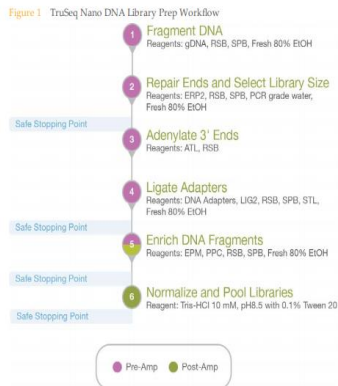 Figure 1 TruSeq Nano DNA Library Prep Workflow
1
Fragment DNA
Reagents: gDNA, RSB, SPB, Fresh 80% EtOH
2
Repair Ends and Select Library Size
Reagents: ERP2, RSB, SPB, PCR grade water,
Fresh 80% EtOH
Safe Stopping Point
3
Adenylate 3' Ends
Reagents: ATL, RSB
4
Ligate Adapters
Reagents: DNA Adapters, LIG2, RSB, SPB, STL,
Fresh 80% EtOH
Safe Stopping Point
5
Enrich DNA Fragments
Reagents: EPM, PPC, RSB, SPB, Fresh 80% EtOH
Safe Stopping Point
6
Normalize and Pool Libraries
Reagent: Tris-HCl 10 mM, pH8.5 with 0.1% Tween 20
Safe Stopping Point
Pre-Amp
Post-Amp